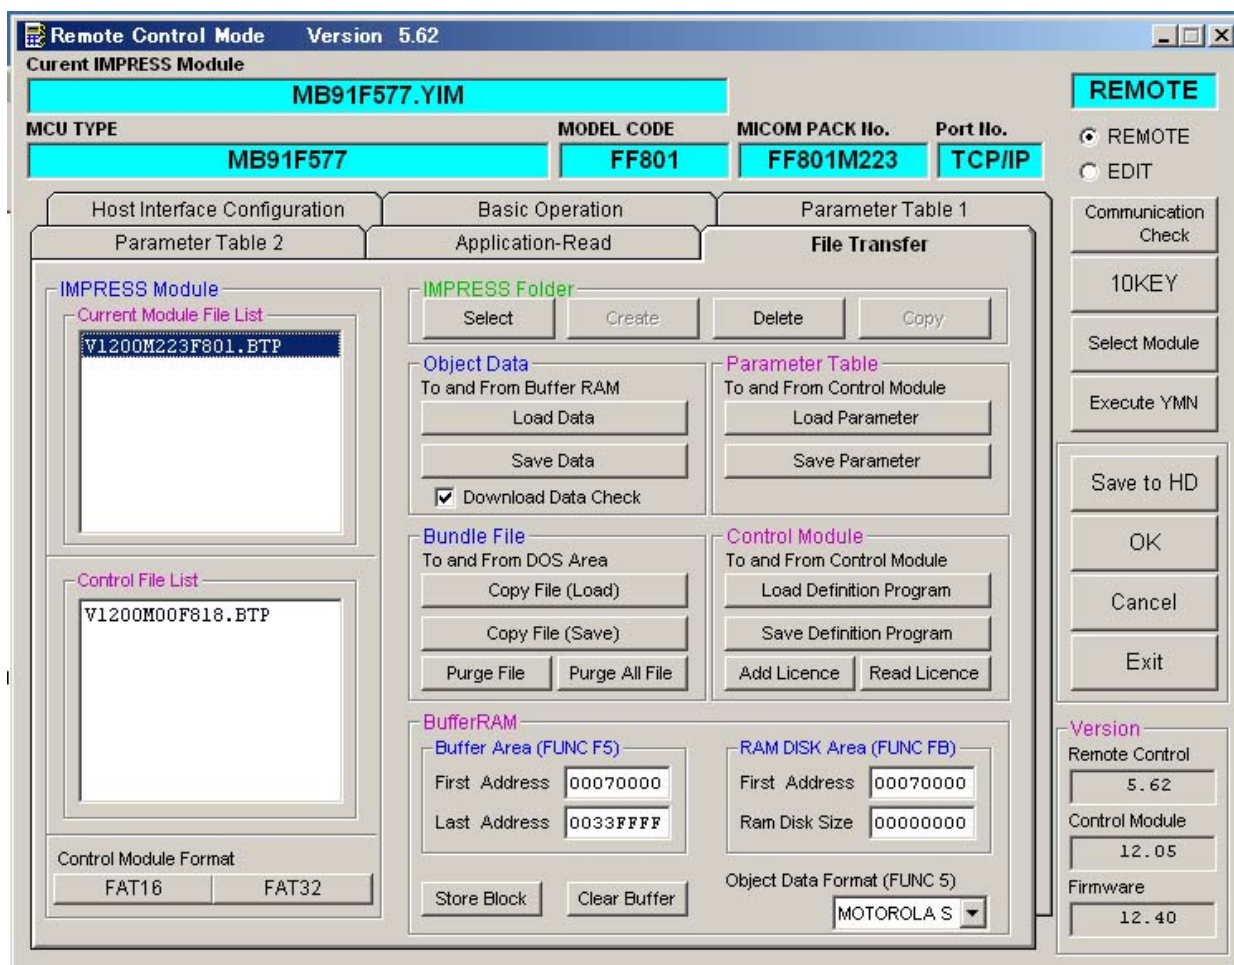 Remote Control Mode Version 5.62
Curent IMPRESS Module
MB91F577.YIM
REMOTE
MCU TYPE MODEL CODE MICOM PACK No. Port No.
MB91F577 FF801 FF801M223 TCP/IP
REMOTE
EDIT
Host Interface Configuration Basic Operation Parameter Table 1
Parameter Table 2 Application-Read File Transfer
IMPRESS Module
Current Module File List
V1200M223F801.BTP
Control File List
V1200M00F818.BTP
Control Module Format
FAT16 FAT32
IMPRESS Folder
Select Create Delete Copy
Object Data
To and From Buffer RAM
Load Data
Save Data
Download Data Check
Parameter Table
To and From Control Module
Load Parameter
Save Parameter
Bundle File
To and From DOS Area
Copy File (Load)
Copy File (Save)
Purge File Purge All File
Control Module
To and From Control Module
Load Definition Program
Save Definition Program
Add Licence Read Licence
BufferRAM
Buffer Area (FUNC F5)
First Address 00070000
Last Address 0033FFFF
RAM DISK Area (FUNC FB)
First Address 00070000
Ram Disk Size 00000000
Store Block Clear Buffer
Object Data Format (FUNC 5)
MOTOROLA S
Communication
Check
10KEY
Select Module
Execute YMN
Save to HD
OK
Cancel
Exit
Version
Remote Control
5.62
Control Module
12.05
Firmware
12.40